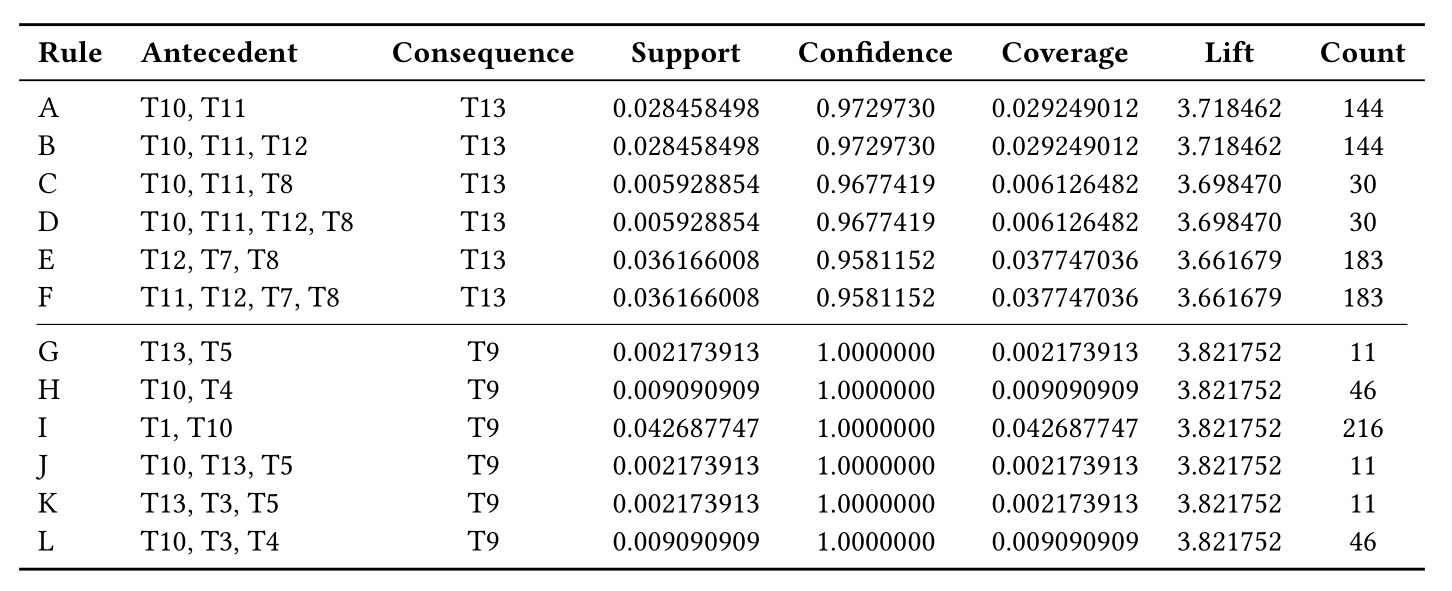 Rule Antecedent Consequence Support Confidence Coverage Lift Count
A T10, T11 T13 0.028458498 0.9729730 0.029249012 3.718462 144
B T10, T11, T12 T13 0.028458498 0.9729730 0.029249012 3.718462 144
C T10, T11, T8 T13 0.005928854 0.9677419 0.006126482 3.698470 30
D T10, T11, T12, T8 T13 0.005928854 0.9677419 0.006126482 3.698470 30
E T12, T7, T8 T13 0.036166008 0.9581152 0.037747036 3.661679 183
F T11, T12, T7, T8 T13 0.036166008 0.9581152 0.037747036 3.661679 183
G T13, T5 T9 0.002173913 1.0000000 0.002173913 3.821752 11
H T10, T4 T9 0.009090909 1.0000000 0.009090909 3.821752 46
I T1, T10 T9 0.042687747 1.0000000 0.042687747 3.821752 216
J T10, T13, T5 T9 0.002173913 1.0000000 0.002173913 3.821752 11
K T13, T3, T5 T9 0.002173913 1.0000000 0.002173913 3.821752 11
L T10, T3, T4 T9 0.009090909 1.0000000 0.009090909 3.821752 46